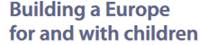 Building a Europe
for and with children